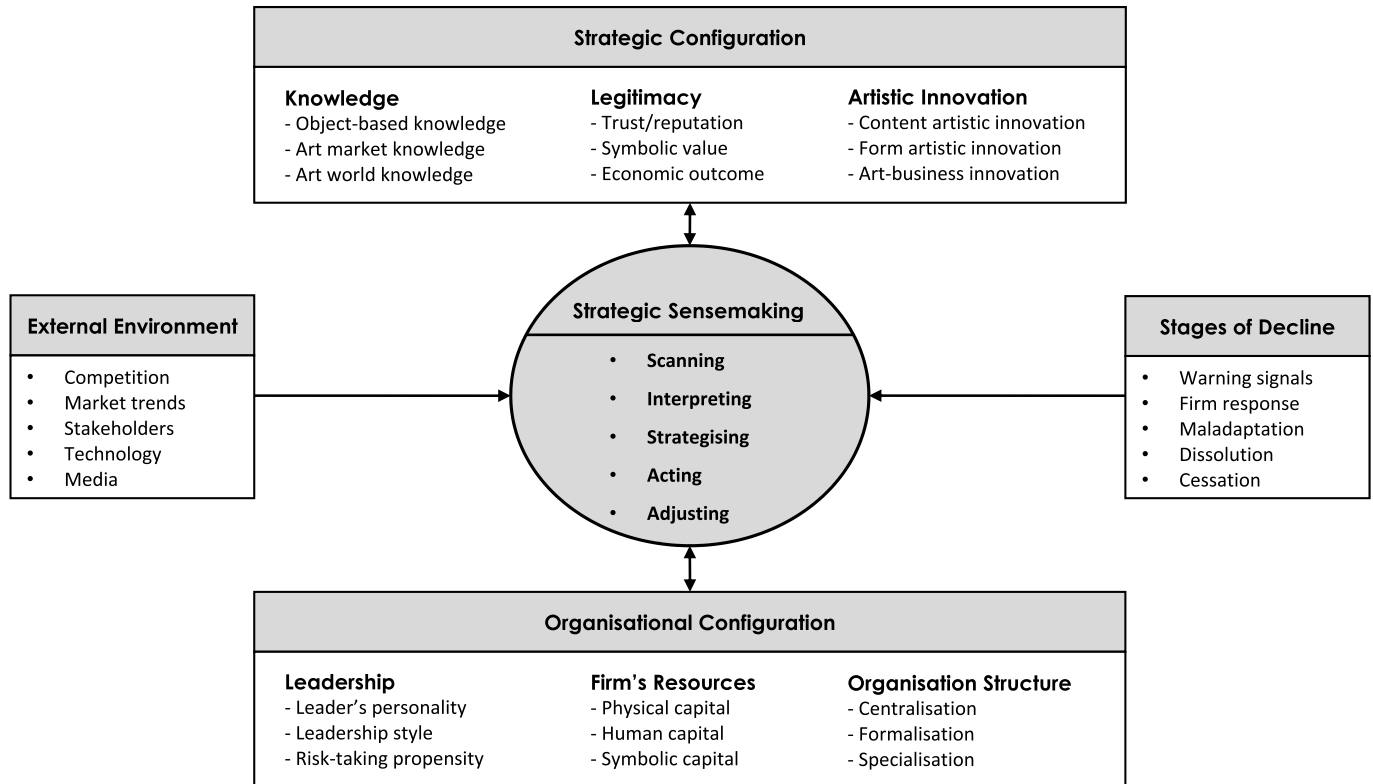 Strategic Configuration
Knowledge
- Object-based knowledge
- Art market knowledge
- Art world knowledge
Legitimacy
- Trust/reputation
- Symbolic value
- Economic outcome
Artistic Innovation
- Content artistic innovation
- Form artistic innovation
- Art-business innovation
External Environment
• Competition
• Market trends
• Stakeholders
• Technology
• Media
Strategic Sensemaking
• Scanning
• Interpreting
• Strategising
• Acting
• Adjusting
Stages of Decline
• Warning signals
• Firm response
• Maladaptation
• Dissolution
• Cessation
Organisational Configuration
Leadership
- Leader's personality
- Leadership style
- Risk-taking propensity
Firm's Resources
- Physical capital
- Human capital
- Symbolic capital
Organisation Structure
- Centralisation
- Formalisation
- Specialisation